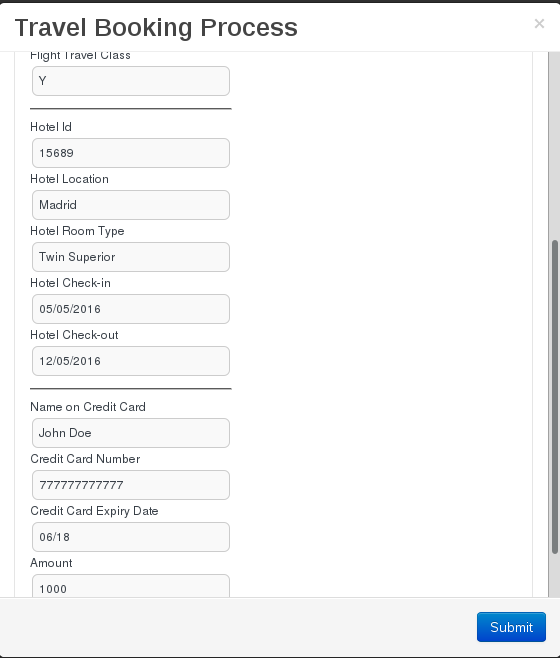 Travel Booking Process
×
Flight Travel Class
Y
Hotel Id
15689
Hotel Location
Madrid
Hotel Room Type
Twin Superior
Hotel Check-in
05/05/2016
Hotel Check-out
12/05/2016
Name on Credit Card
John Doe
Credit Card Number
777777777777
Credit Card Expiry Date
06/18
Amount
1000
Submit